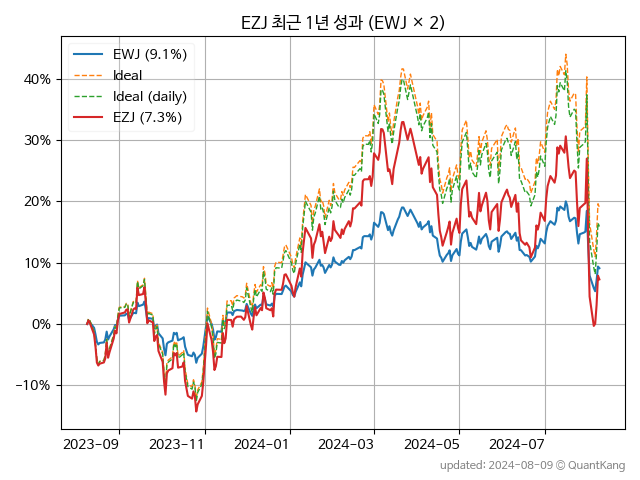 EZJ 최근 1년 성과 (EWJ × 2)
EWJ (9.1%)
Ideal
Ideal (daily)
EZJ (7.3%)
40%
30%
20%
10%
0%
−10%
2023-09
2023-11
2024-01
2024-03
2024-05
2024-07
updated: 2024-08-09 © QuantKang